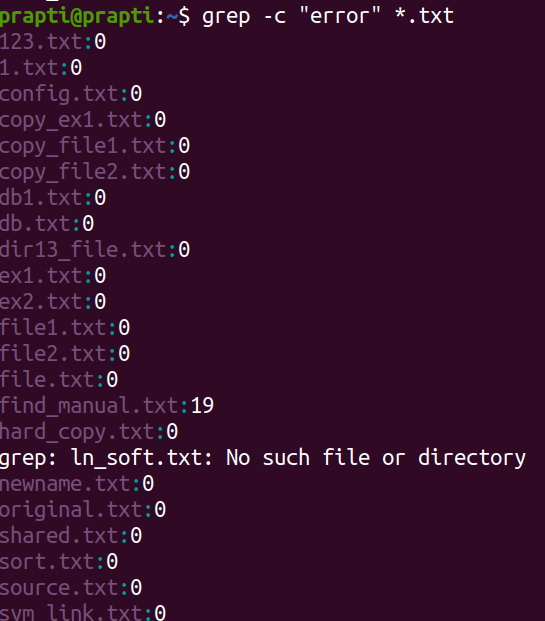 prapti@prapti:~$ grep -c "error" *.txt
123.txt:0
1.txt:0
config.txt:0
copy_ex1.txt:0
copy_file1.txt:0
copy_file2.txt:0
db1.txt:0
db.txt:0
dir13_file.txt:0
ex1.txt:0
ex2.txt:0
file1.txt:0
file2.txt:0
file.txt:0
find_manual.txt:19
hard_copy.txt:0
grep: ln_soft.txt: No such file or directory
newname.txt:0
original.txt:0
shared.txt:0
sort.txt:0
source.txt:0
sym_link.txt:0